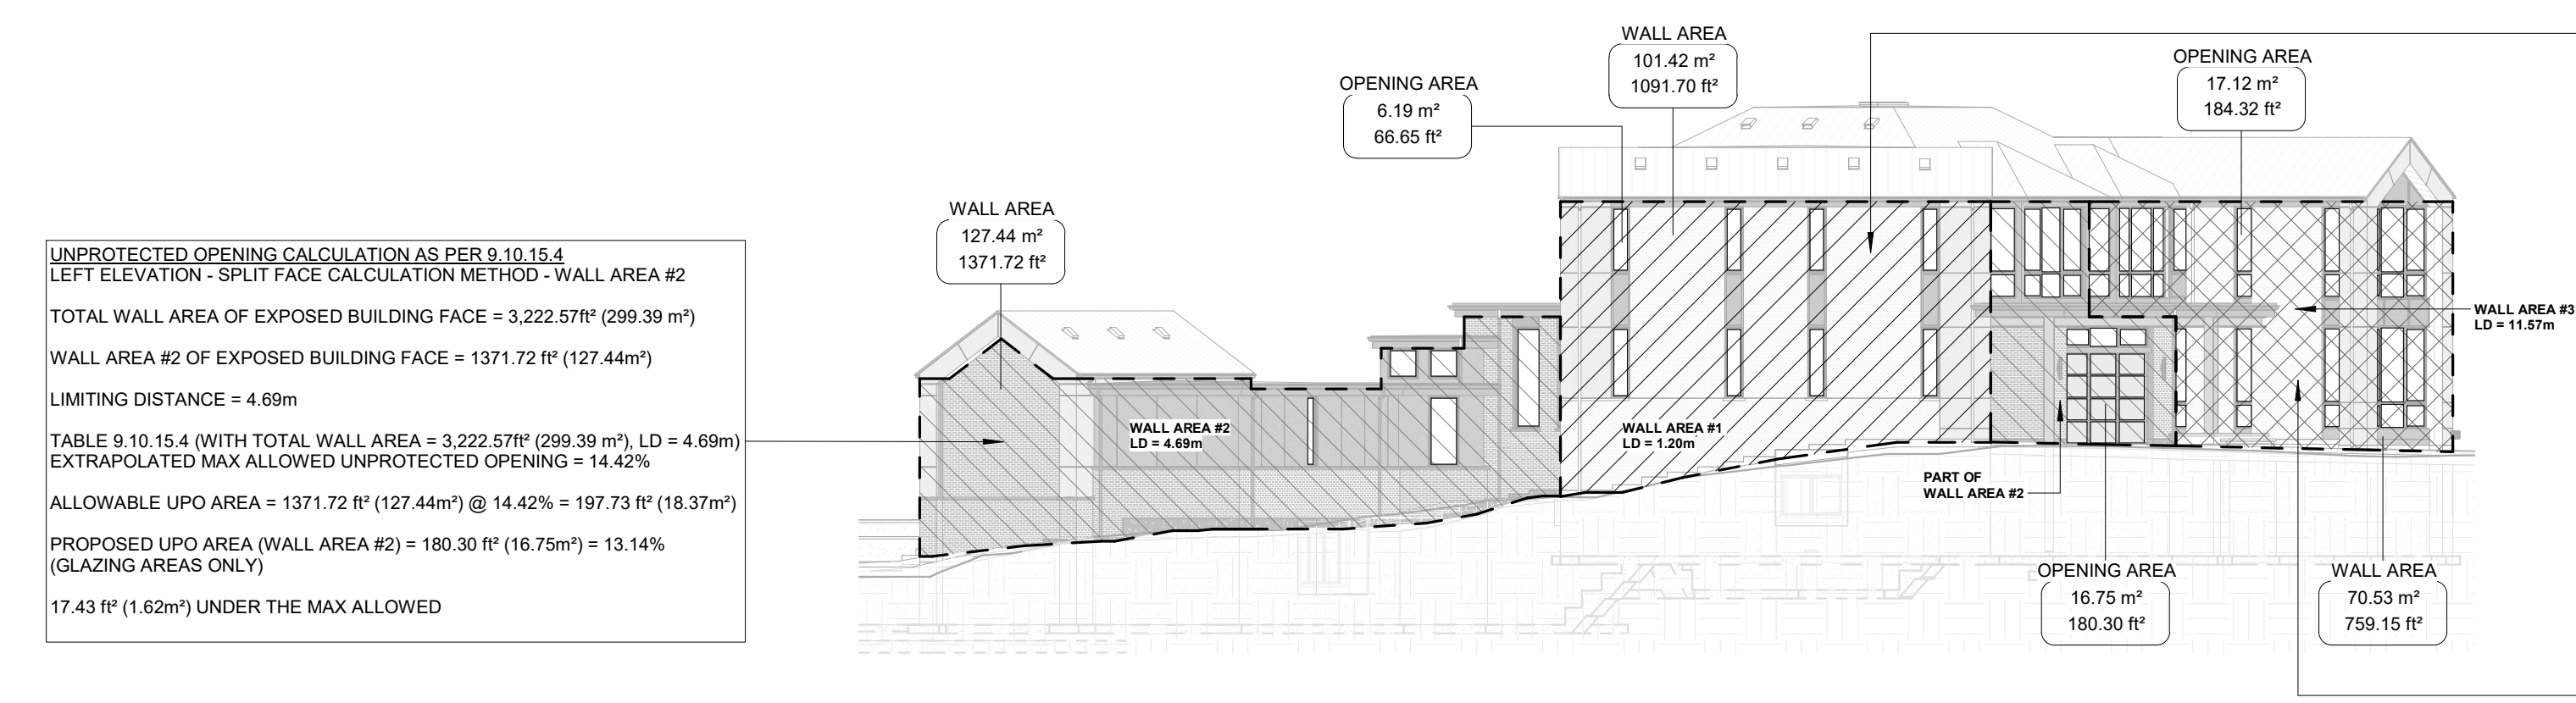 UNPROTECTED OPENING CALCULATION AS PER 9.10.15.4
LEFT ELEVATION - SPLIT FACE CALCULATION METHOD - WALL AREA #2
TOTAL WALL AREA OF EXPOSED BUILDING FACE = 3,222.57ft² (299.39 m²)
WALL AREA #2 OF EXPOSED BUILDING FACE = 1371.72 ft² (127.44m²)
LIMITING DISTANCE = 4.69m
TABLE 9.10.15.4 (WITH TOTAL WALL AREA = 3,222.57ft² (299.39 m²), LD = 4.69m)
EXTRAPOLATED MAX ALLOWED UNPROTECTED OPENING = 14.42%
ALLOWABLE UPO AREA = 1371.72 ft² (127.44m²) @ 14.42% = 197.73 ft² (18.37m²)
PROPOSED UPO AREA (WALL AREA #2) = 180.30 ft² (16.75m²) = 13.14%
(GLAZING AREAS ONLY)
17.43 ft² (1.62m²) UNDER THE MAX ALLOWED
WALL AREA
127.44 m²
1371.72 ft²
OPENING AREA
6.19 m²
66.65 ft²
WALL AREA
101.42 m²
1091.70 ft²
OPENING AREA
17.12 m²
184.32 ft²
WALL AREA #2
LD = 4.69m
WALL AREA #1
LD = 1.20m
WALL AREA #3
LD = 11.57m
PART OF
WALL AREA #2
OPENING AREA
16.75 m²
180.30 ft²
WALL AREA
70.53 m²
759.15 ft²